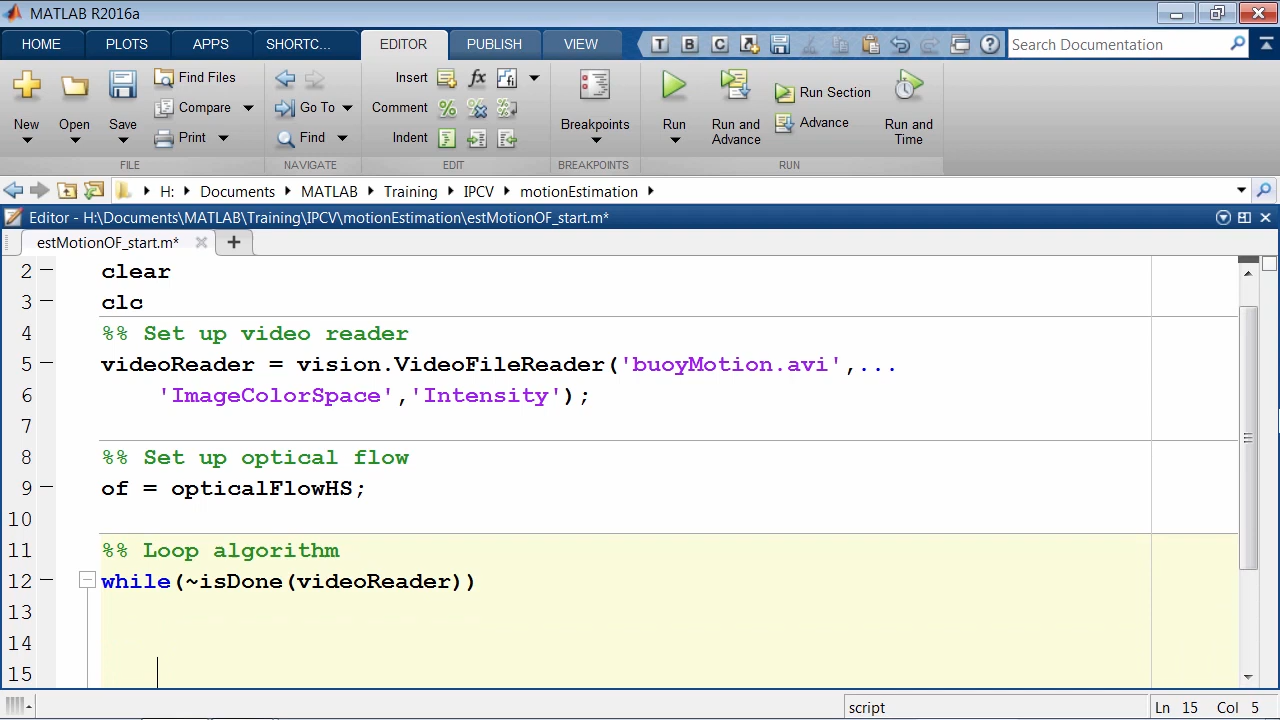 MATLAB R2016a
HOME PLOTS APPS SHORTC... EDITOR PUBLISH VIEW T B C Search Documentation
New Open Save Find Files Compare Print
Go To Find
Insert fx Comment Indent
Breakpoints
Run Run and Advance Run Section Advance Run and Time
FILE NAVIGATE EDIT BREAKPOINTS RUN
H: Documents MATLAB Training IPCV motionEstimation
Editor - H:\Documents\MATLAB\Training\IPCV\motionEstimation\estMotionOF_start.m*
estMotionOF_start.m*
2 clear
3 clc
4 %% Set up video reader
5 videoReader = vision.VideoFileReader('buoyMotion.avi',...
6 'ImageColorSpace','Intensity');
7
8 %% Set up optical flow
9 of = opticalFlowHS;
10
11 %% Loop algorithm
12 while(~isDone(videoReader))
13
14
15
script Ln 15 Col 5